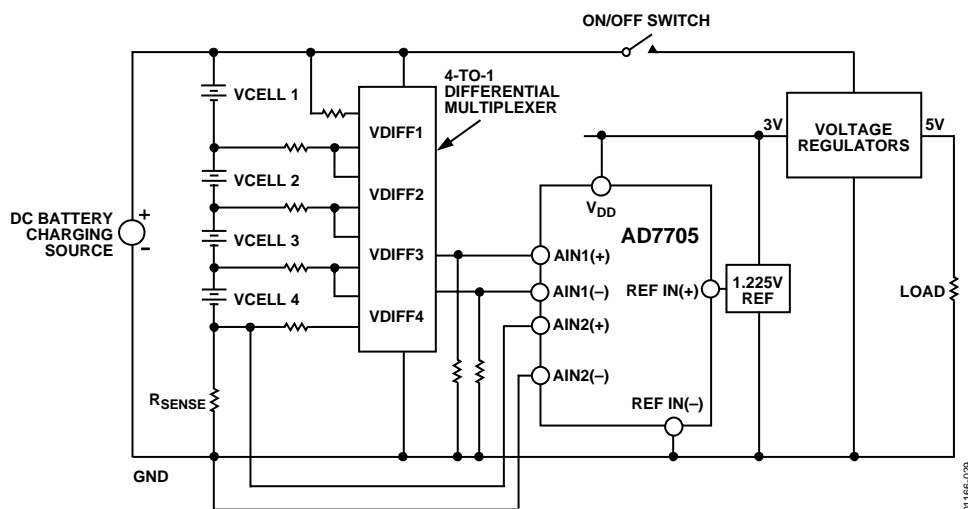 ON/OFF SWITCH
4-TO-1
DIFFERENTIAL
MULTIPLEXER
VCELL 1
VDIFF1
3V
VOLTAGE
REGULATORS
5V
VCELL 2
VDIFF2
VDD
DC BATTERY
CHARGING
SOURCE
+
-
AD7705
VCELL 3
VDIFF3
AIN1(+)
AIN1(–)
REF IN(+)
1.225V
REF
LOAD
VCELL 4
VDIFF4
AIN2(+)
AIN2(–)
RSENSE
REF IN(–)
GND
01166-029